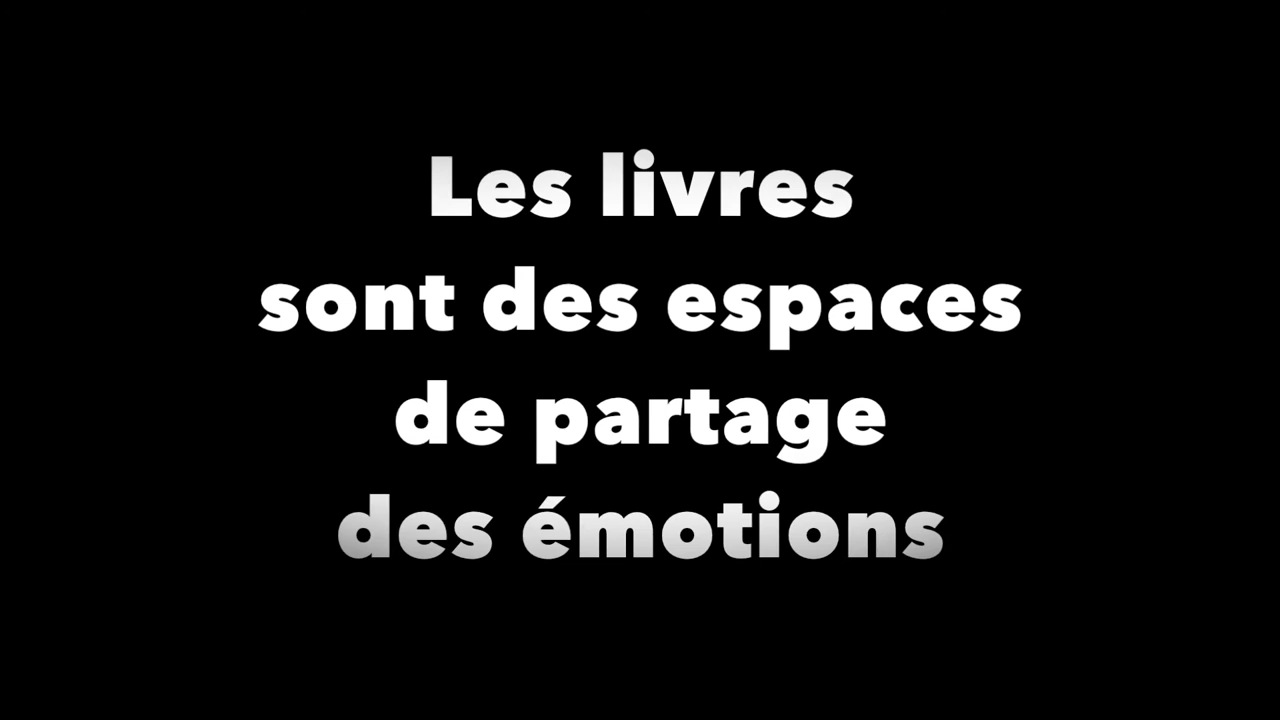 Les livres
sont des espaces
de partage
des émotions